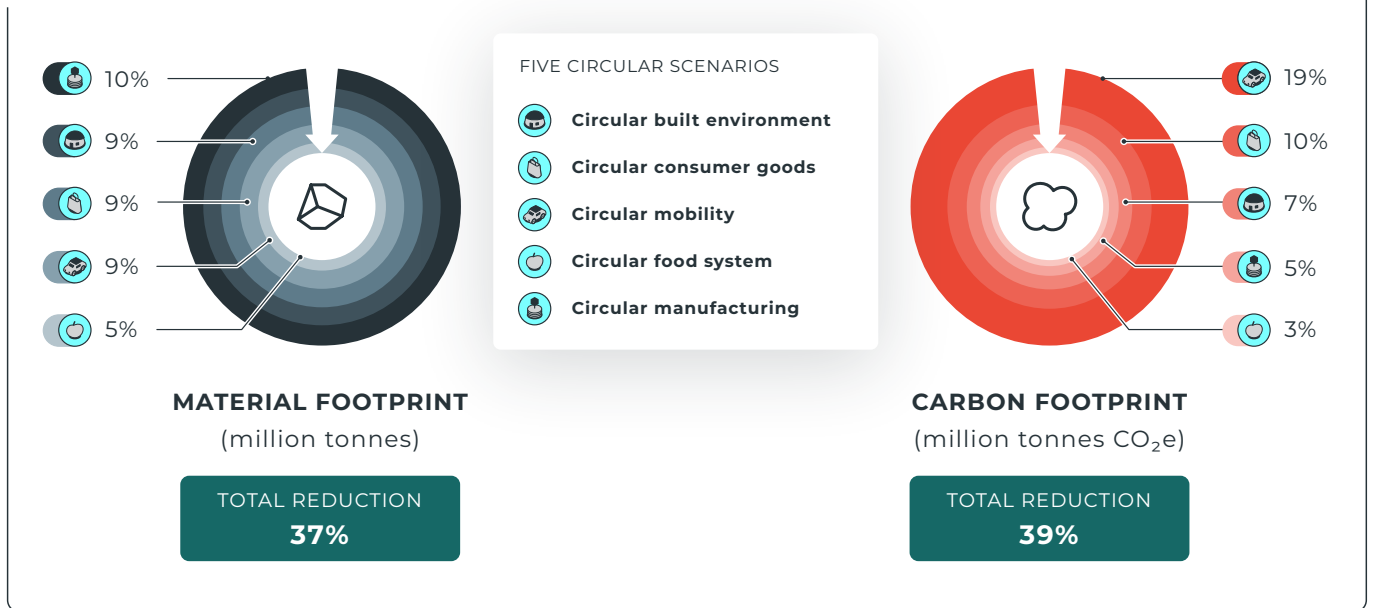 10%
9%
9%
9%
5%
MATERIAL FOOTPRINT
(million tonnes)
TOTAL REDUCTION
37%
FIVE CIRCULAR SCENARIOS
Circular built environment
Circular consumer goods
Circular mobility
Circular food system
Circular manufacturing
19%
10%
7%
5%
3%
CARBON FOOTPRINT
(million tonnes CO₂e)
TOTAL REDUCTION
39%